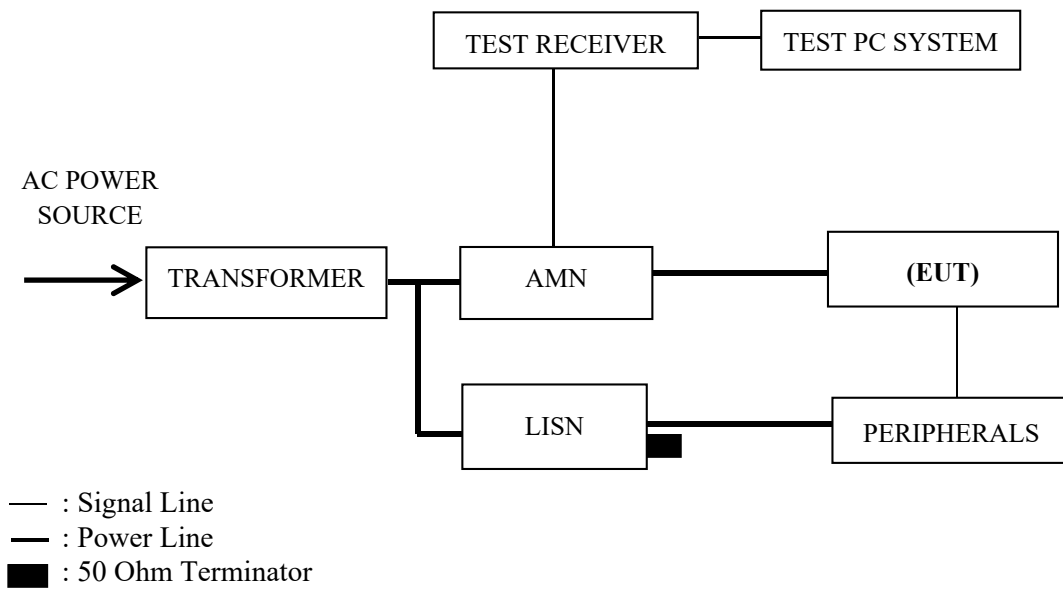 TEST RECEIVER
TEST PC SYSTEM
AC POWER
SOURCE
TRANSFORMER
AMN
(EUT)
LISN
PERIPHERALS
: Signal Line
: Power Line
: 50 Ohm Terminator